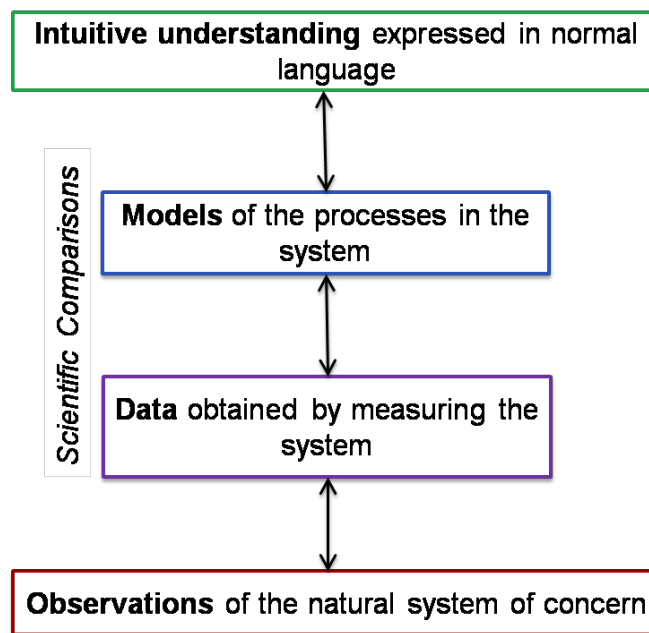 Intuitive understanding expressed in normal
language
Scientific Comparisons
Models of the processes in the
system
Data obtained by measuring the
system
Observations of the natural system of concern